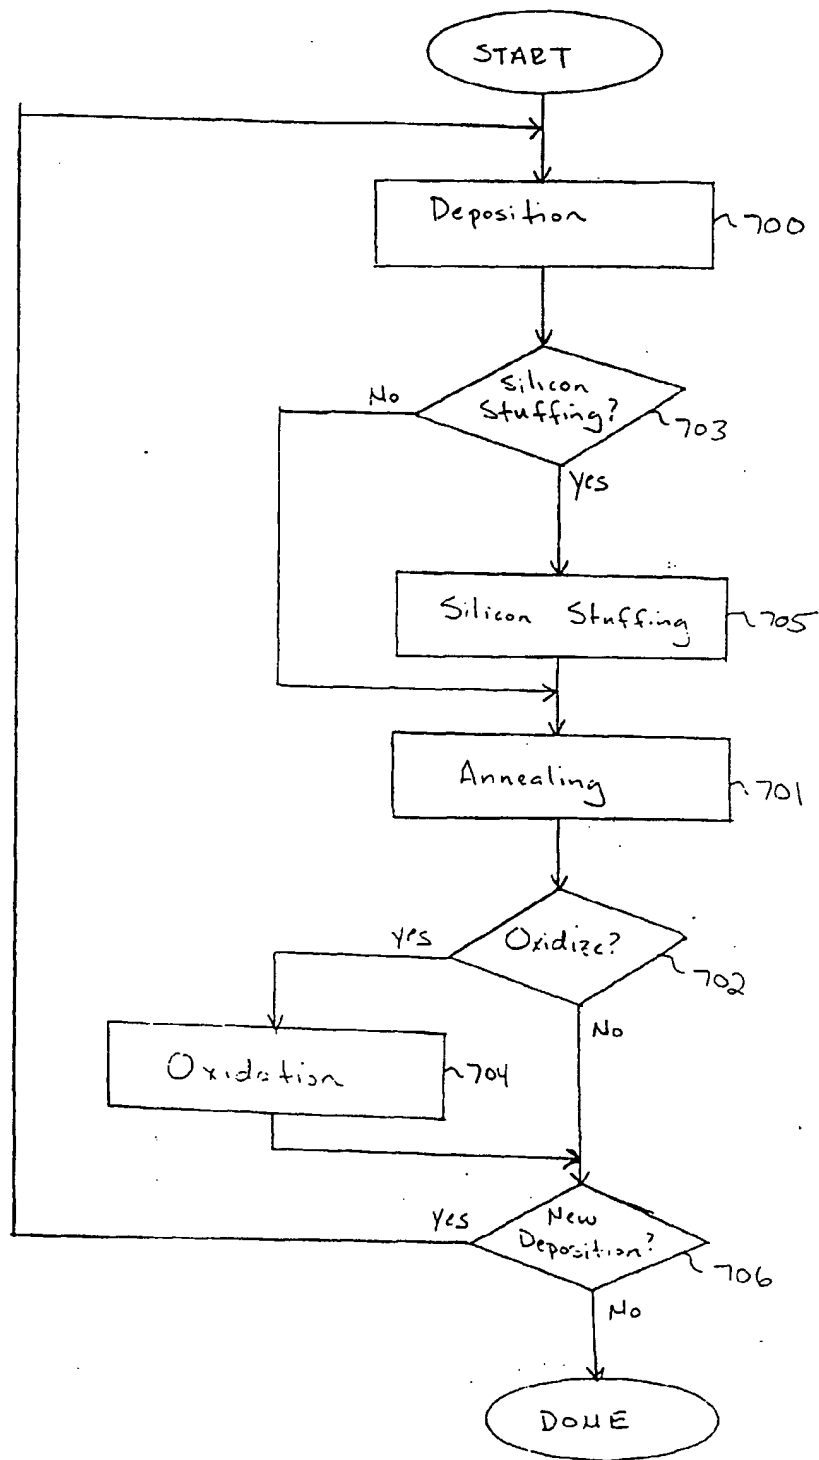 START
Deposition
700
No
Silicon
Stuffing?
703
Yes
Silicon Stuffing
705
Annealing
701
Yes
Oxidize?
702
No
Oxidation
704
Yes
New
Deposition?
706
No
DONE